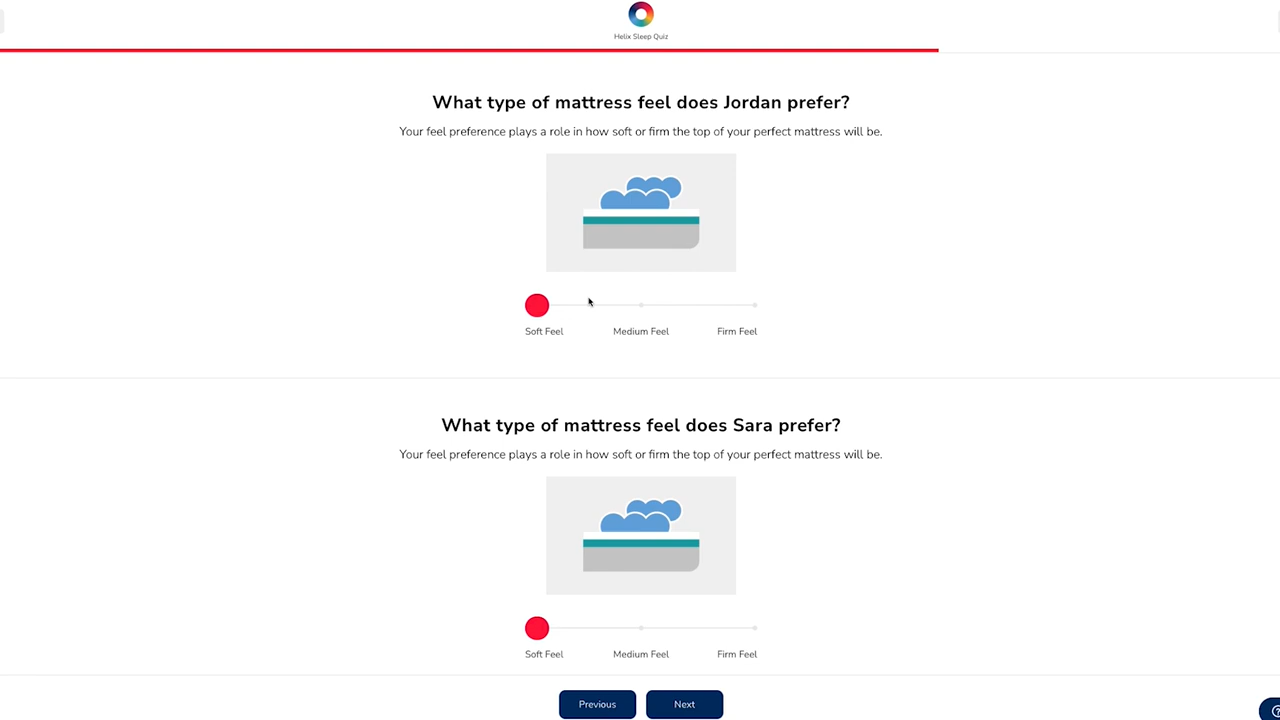 Helix Sleep Quiz
What type of mattress feel does Jordan prefer?
Your feel preference plays a role in how soft or firm the top of your perfect mattress will be.
Soft Feel Medium Feel Firm Feel
What type of mattress feel does Sara prefer?
Your feel preference plays a role in how soft or firm the top of your perfect mattress will be.
Soft Feel Medium Feel Firm Feel
Previous Next